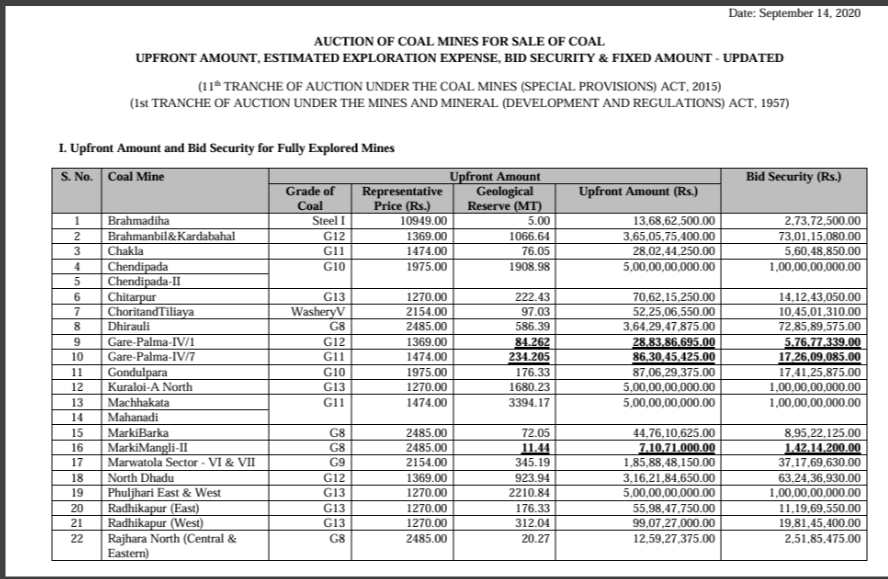 Date: September 14, 2020
AUCTION OF COAL MINES FOR SALE OF COAL
UPFRONT AMOUNT, ESTIMATED EXPLORATION EXPENSE, BID SECURITY & FIXED AMOUNT - UPDATED
(11th TRANCHE OF AUCTION UNDER THE COAL MINES (SPECIAL PROVISIONS) ACT, 2015)
(1st TRANCHE OF AUCTION UNDER THE MINES AND MINERAL (DEVELOPMENT AND REGULATIONS) ACT, 1957)
I. Upfront Amount and Bid Security for Fully Explored Mines
S. No. Coal Mine Upfront Amount Bid Security (Rs.)
Grade of Representative Geological Upfront Amount (Rs.)
Coal Price (Rs.) Reserve (MT)
1 Brahmadiha Steel I 10949.00 5.00 13,68,62,500.00 2,73,72,500.00
2 Brahmanbil&Kardabahal G12 1369.00 1066.64 3,65,05,75,400.00 73,01,15,080.00
3 Chakla G11 1474.00 76.05 28,02,44,250.00 5,60,48,850.00
4 Chendipada G10 1975.00 1908.98 5,00,00,00,000.00 1,00,00,00,000.00
5 Chendipada-II
6 Chitarpur G13 1270.00 222.43 70,62,15,250.00 14,12,43,050.00
7 ChoritandTiliaya WasheryV 2154.00 97.03 52,25,06,550.00 10,45,01,310.00
8 Dhirauli G8 2485.00 586.39 3,64,29,47,875.00 72,85,89,575.00
9 Gare-Palma-IV/1 G12 1369.00 84.262 28,83,86,695.00 5,76,77,339.00
10 Gare-Palma-IV/7 G11 1474.00 234.205 86,30,45,425.00 17,26,09,085.00
11 Gondulpara G10 1975.00 176.33 87,06,29,375.00 17,41,25,875.00
12 Kuraloi-A North G13 1270.00 1680.23 5,00,00,00,000.00 1,00,00,00,000.00
13 Machhakata G11 1474.00 3394.17 5,00,00,00,000.00 1,00,00,00,000.00
14 Mahanadi
15 MarkiBarka G8 2485.00 72.05 44,76,10,625.00 8,95,22,125.00
16 MarkiMangli-II G8 2485.00 11.44 7,10,71,000.00 1,42,14,200.00
17 Marwatola Sector - VI & VII G9 2154.00 345.19 1,85,88,48,150.00 37,17,69,630.00
18 North Dhadu G12 1369.00 923.94 3,16,21,84,650.00 63,24,36,930.00
19 Phuljhari East & West G13 1270.00 2210.84 5,00,00,00,000.00 1,00,00,00,000.00
20 Radhikapur (East) G13 1270.00 176.33 55,98,47,750.00 11,19,69,550.00
21 Radhikapur (West) G13 1270.00 312.04 99,07,27,000.00 19,81,45,400.00
22 Rajhara North (Central & G8 2485.00 20.27 12,59,27,375.00 2,51,85,475.00
Eastern)